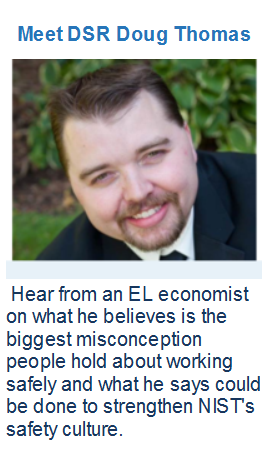 Meet DSR Doug Thomas
Hear from an EL economist
on what he believes is the
biggest misconception
people hold about working
safely and what he says could
be done to strengthen NIST's
safety culture.